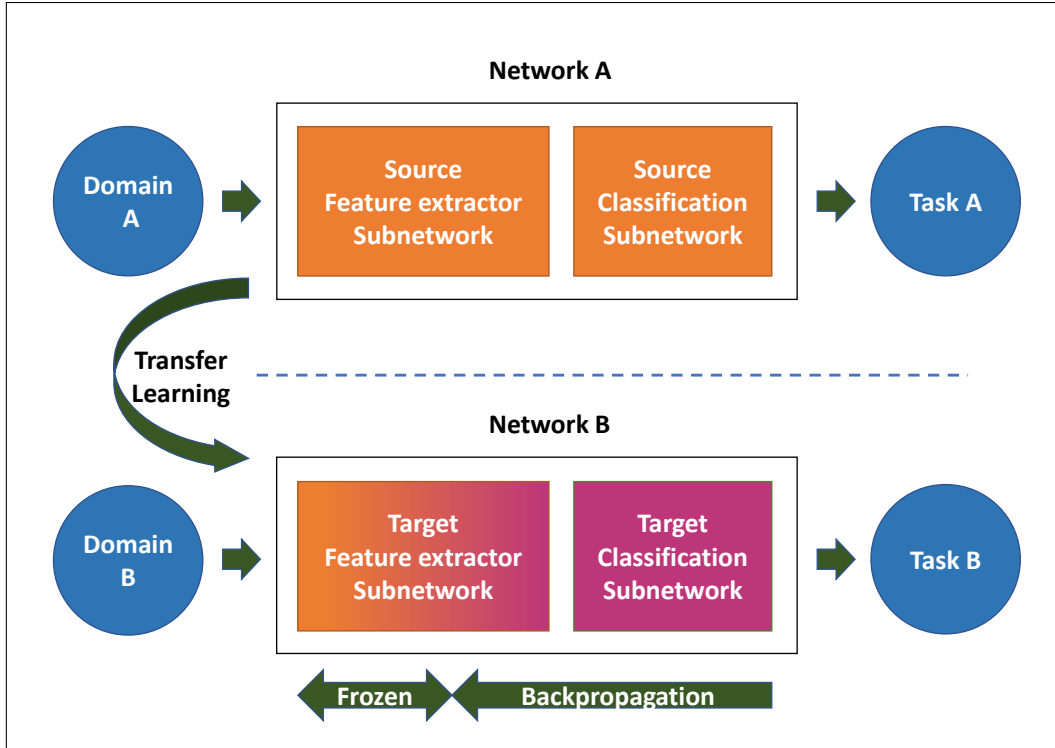 Network A
Domain
A
Source
Feature extractor
Subnetwork
Source
Classification
Subnetwork
Task A
Transfer
Learning
Network B
Domain
B
Target
Feature extractor
Subnetwork
Target
Classification
Subnetwork
Task B
Frozen
Backpropagation